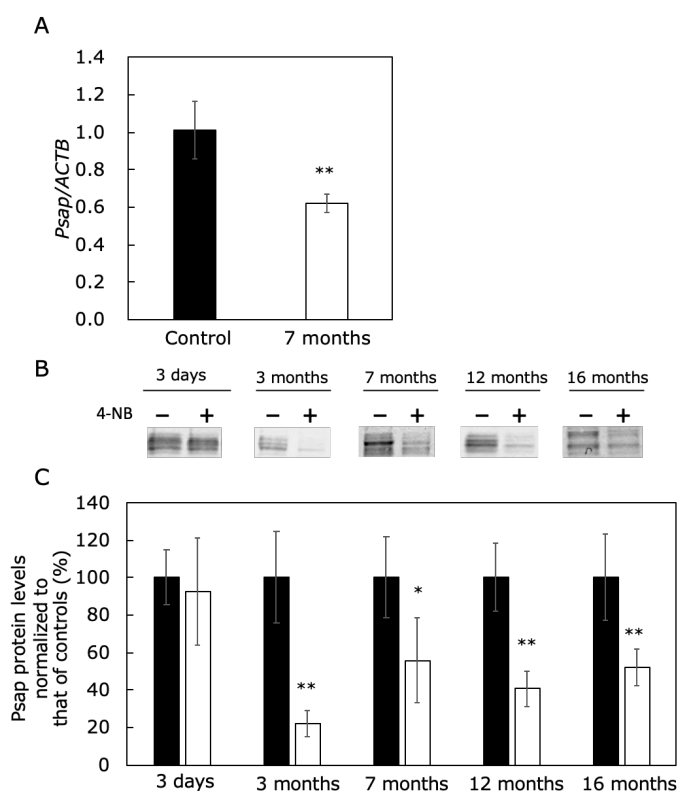 A
1.4
1.2
1.0
0.8
0.6
0.4
0.2
0.0
Psap/ACTB
**
Control 7 months
B
3 days 3 months 7 months 12 months 16 months
4-NB − + − + − + − + − +
C
140
120
100
80
60
40
20
0
Psap protein levels
normalized to
that of controls (%)
** * ** **
3 days 3 months 7 months 12 months 16 months